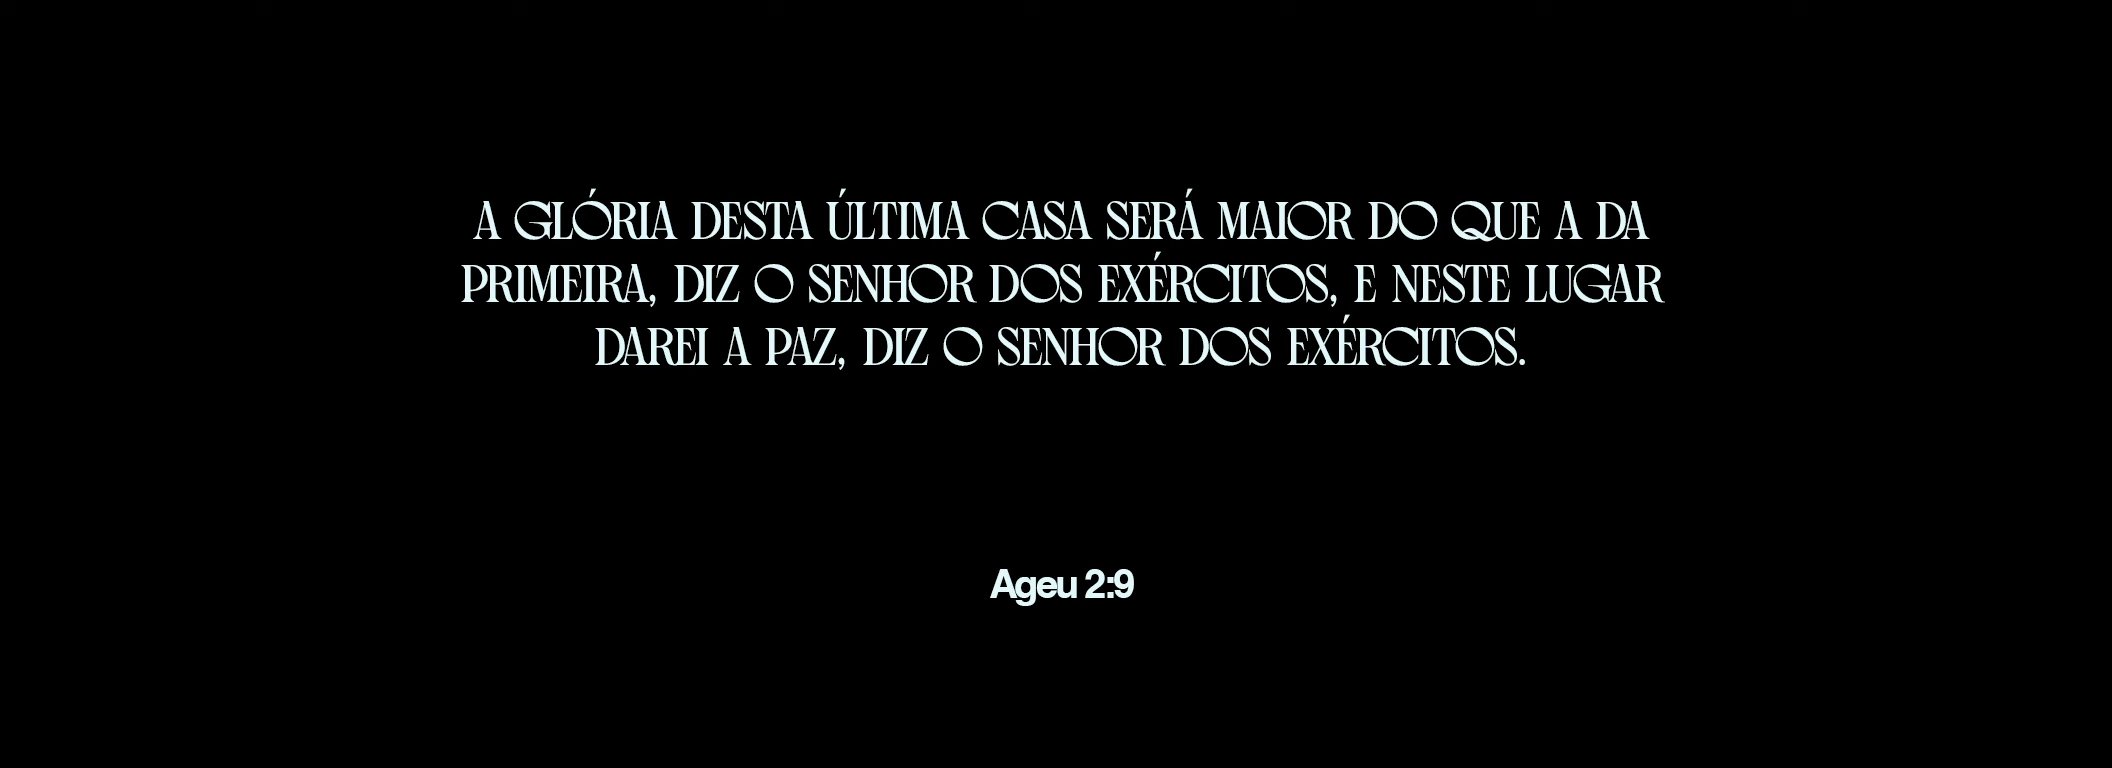 A GLÓRIA DESTA ÚLTIMA CASA SERÁ MAIOR DO QUE A DA
PRIMEIRA, DIZ O SENHOR DOS EXÉRCITOS, E NESTE LUGAR
DAREI A PAZ, DIZ O SENHOR DOS EXÉRCITOS.
Ageu 2:9